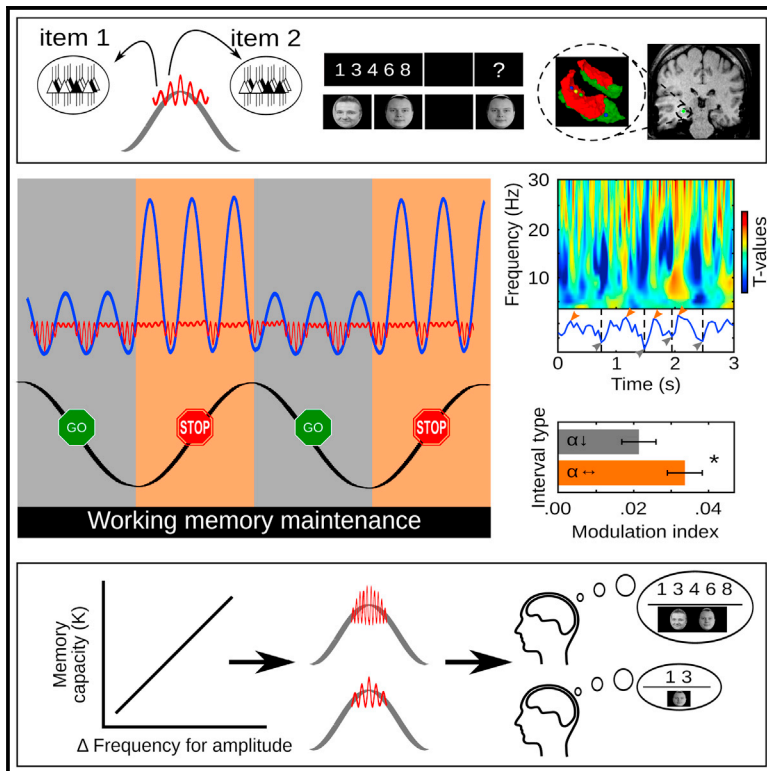 item 1
item 2
1 3 4 6 8
?
GO
STOP
GO
STOP
Working memory maintenance
Frequency (Hz)
30
20
10
T-values
0
1
2
3
Time (s)
Interval type
α↓
α↔
*
.00
.02
.04
Modulation index
Memory
capacity (K)
Δ Frequency for amplitude
1 3 4 6 8
1 3